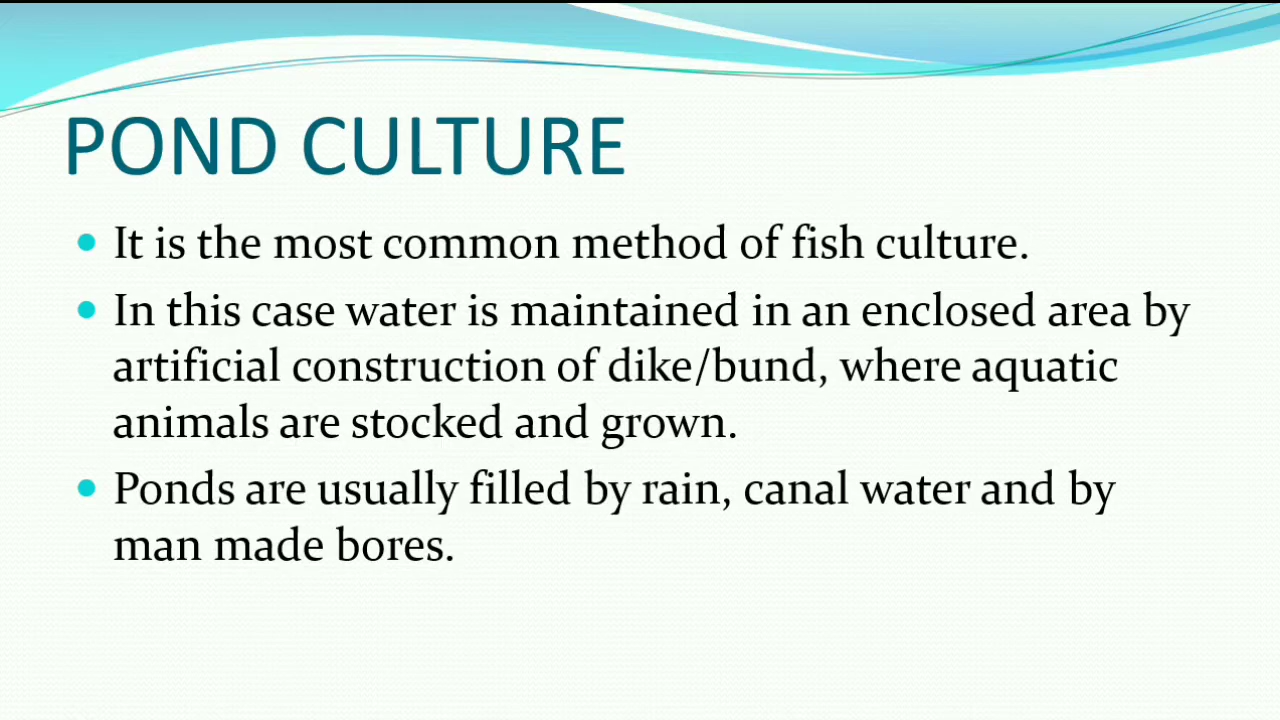 POND CULTURE
It is the most common method of fish culture.
In this case water is maintained in an enclosed area by
artificial construction of dike/bund, where aquatic
animals are stocked and grown.
Ponds are usually filled by rain, canal water and by
man made bores.